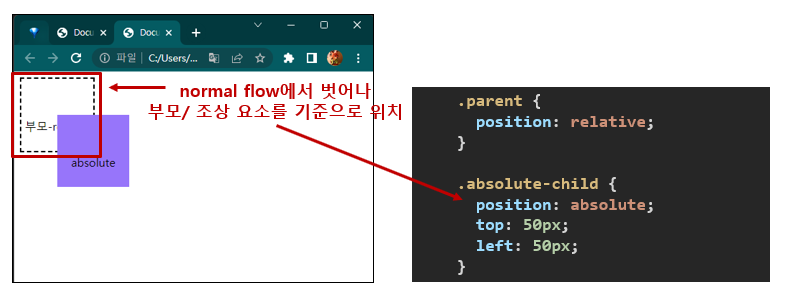 Docu
Docu
파일
C:/Users/...
normal flow에서 벗어나
부모/ 조상 요소를 기준으로 위치
부모-r
absolute
.parent {
position: relative;
}
.absolute-child {
position: absolute;
top: 50px;
left: 50px;
}